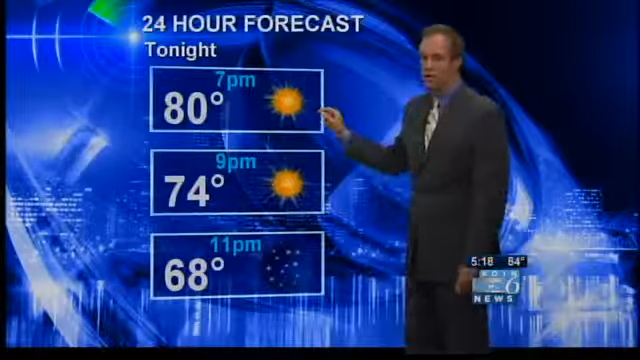 24 HOUR FORECAST
Tonight
7pm
80°
9pm
74°
11pm
68°
5:18 84°
KOIN
6
NEWS